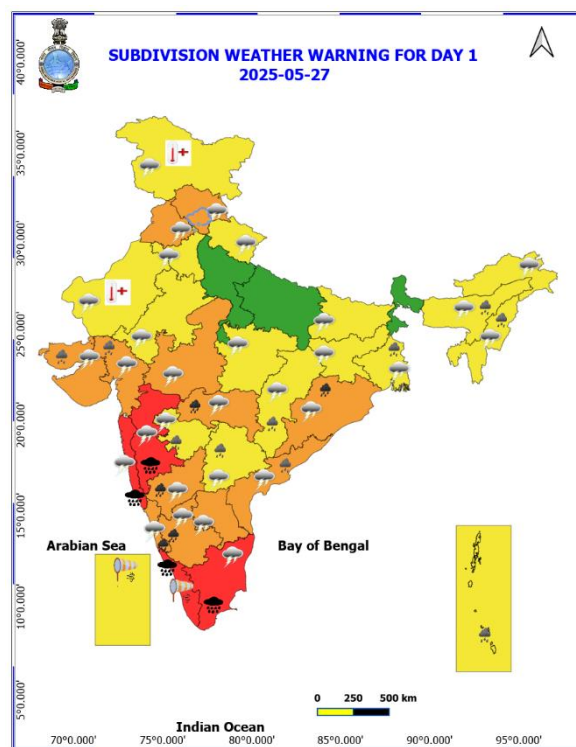 SUBDIVISION WEATHER WARNING FOR DAY 1
2025-05-27
40°0.000'
35°0.000'
30°0.000'
25°0.000'
20°0.000'
15°0.000'
10°0.000'
5°0.000'
Arabian Sea
Bay of Bengal
0 250 500 km
Indian Ocean
70°0.000' 75°0.000' 80°0.000' 85°0.000' 90°0.000' 95°0.000'